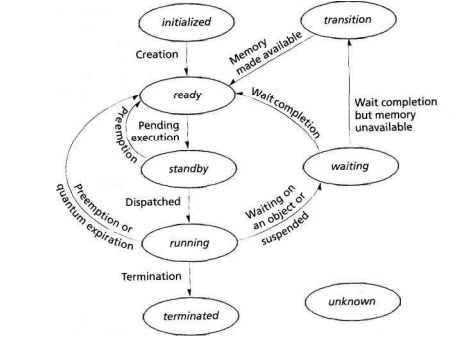 initialized
transition
Creation
Memory
made available
ready
Wait completion
Wait completion
but memory
unavailable
Pending
execution
Preemption
standby
waiting
Dispatched
Waiting on
an object or
suspended
Preemption or
quantum expiration
running
Termination
unknown
terminated